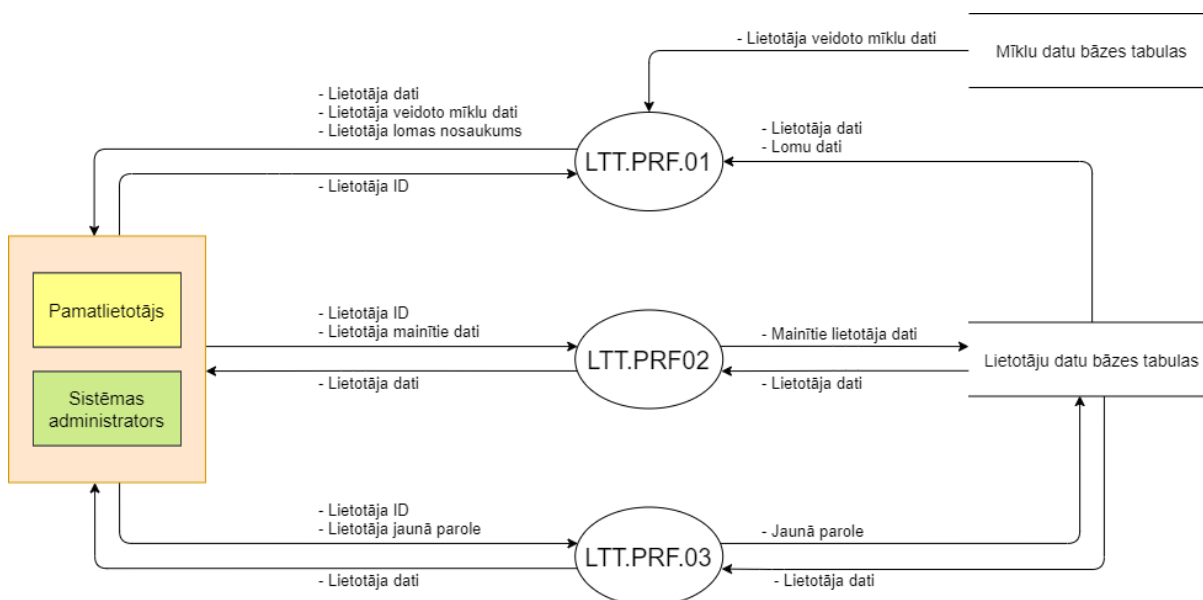 - Lietotāja veidoto mīklu dati
Mīklu datu bāzes tabulas
- Lietotāja dati
- Lietotāja veidoto mīklu dati
- Lietotāja lomas nosaukums
LTT.PRF.01
- Lietotāja dati
- Lomu dati
- Lietotāja ID
Pamatlietotājs
Sistēmas
administrators
- Lietotāja ID
- Lietotāja mainītie dati
LTT.PRF02
- Mainītie lietotāja dati
Lietotāju datu bāzes tabulas
- Lietotāja dati
- Lietotāja dati
- Lietotāja ID
- Lietotāja jaunā parole
LTT.PRF.03
- Jaunā parole
- Lietotāja dati
- Lietotāja dati